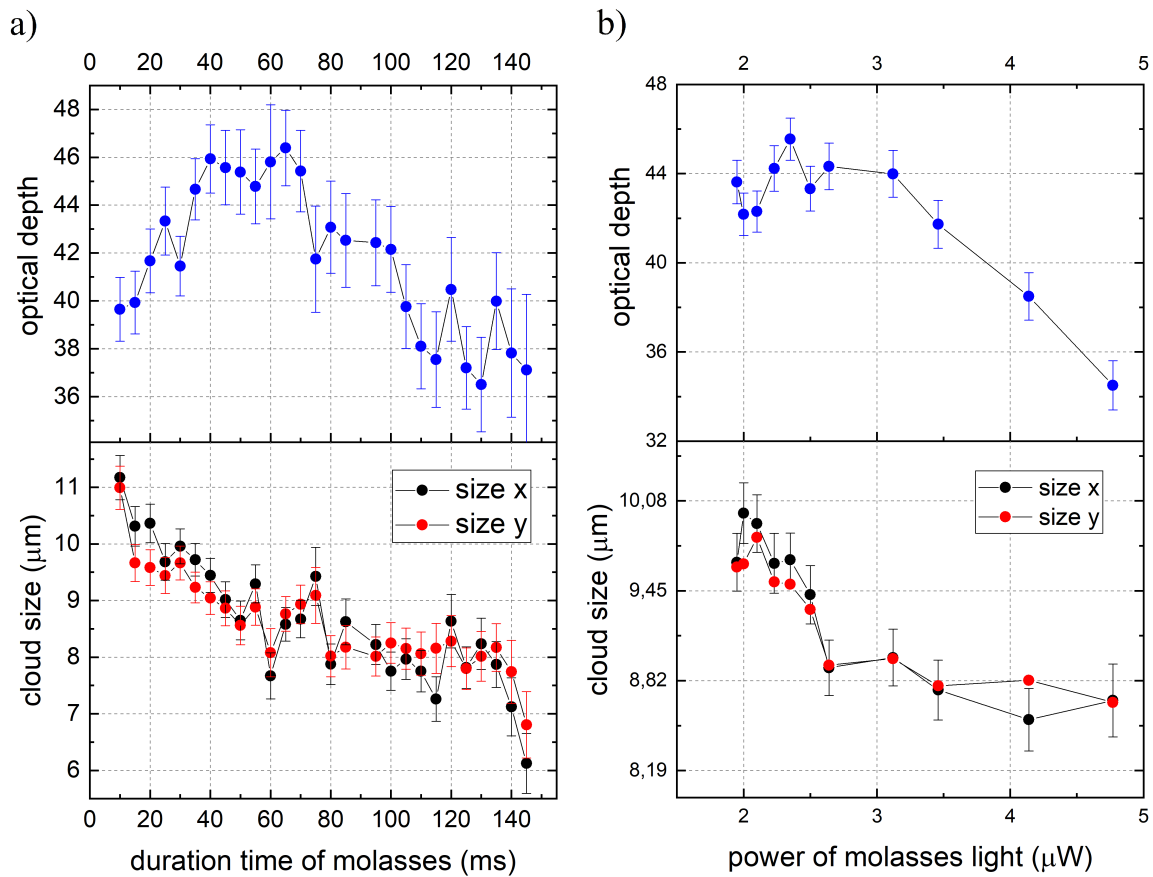 a)
0 20 40 60 80 100 120 140
48
46
44
42
40
38
36
optical depth
11
10
9
8
7
6
cloud size (μm)
size x
size y
0 20 40 60 80 100 120 140
duration time of molasses (ms)
b)
2 3 4 5
48
44
40
36
32
optical depth
10,08
9,45
8,82
8,19
cloud size (μm)
size x
size y
2 3 4 5
power of molasses light (μW)